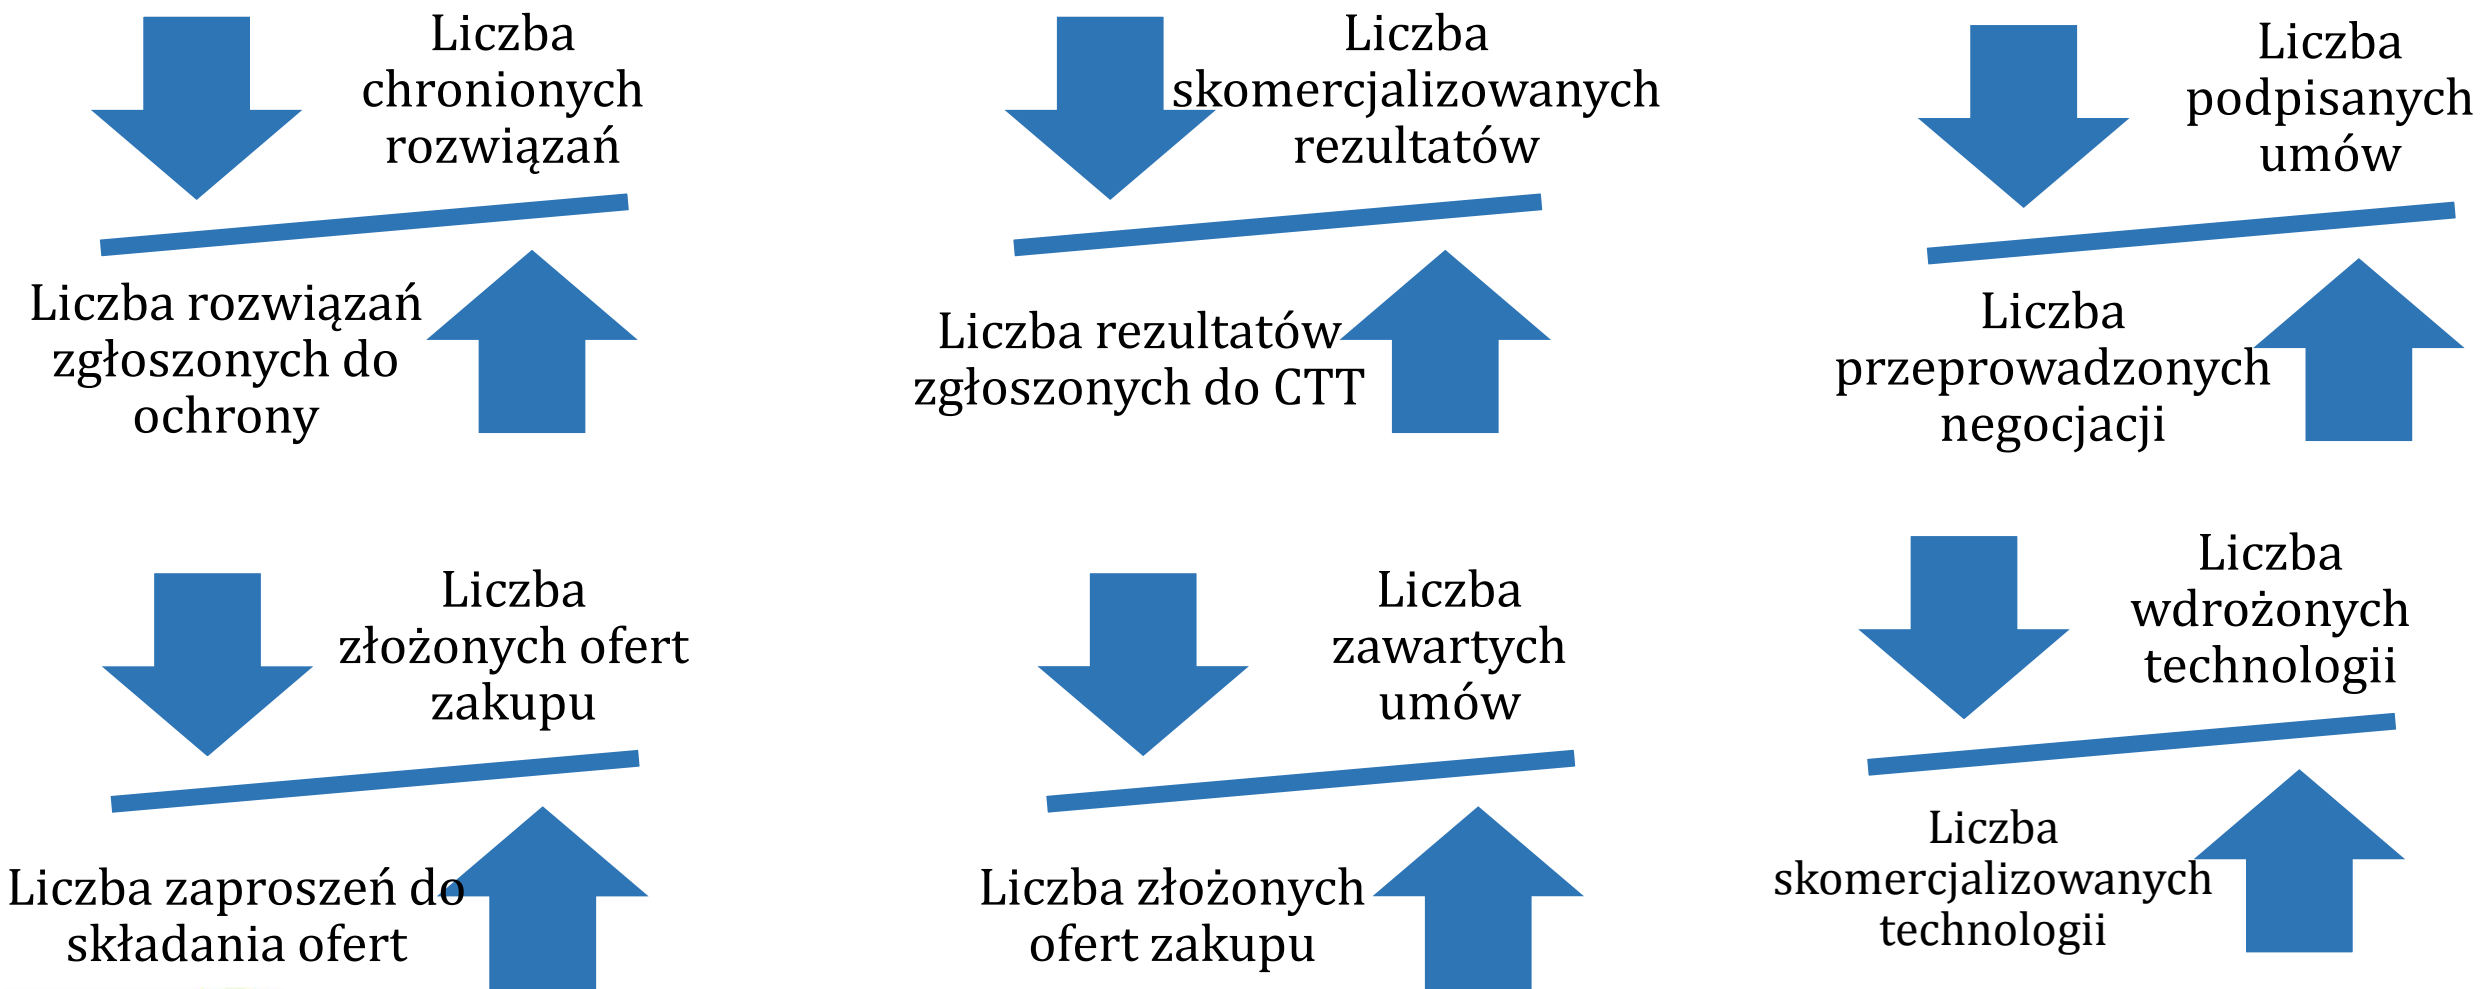 Liczba
chronionych
rozwiązań
Liczba rozwiązań
zgłoszonych do
ochrony
Liczba
skomercjalizowanych
rezultatów
Liczba rezultatów
zgłoszonych do CTT
Liczba
podpisanych
umów
Liczba
przeprowadzonych
negocjacji
Liczba
złożonych ofert
zakupu
Liczba zaproszeń do
składania ofert
Liczba
zawartych
umów
Liczba złożonych
ofert zakupu
Liczba
wdrożonych
technologii
Liczba
skomercjalizowanych
technologii